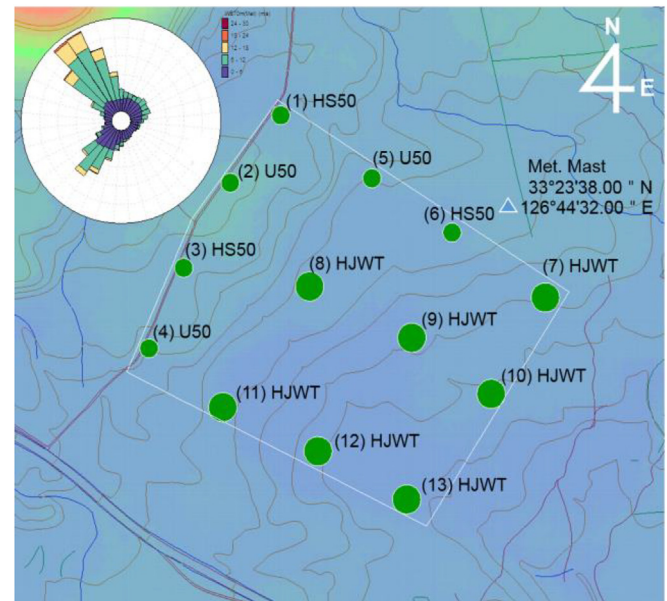 N
E
(1) HS50
(2) U50
(5) U50
Met. Mast
33°23'38.00 " N
126°44'32.00 " E
(6) HS50
(3) HS50
(8) HJWT
(7) HJWT
(9) HJWT
(4) U50
(10) HJWT
(11) HJWT
(12) HJWT
(13) HJWT